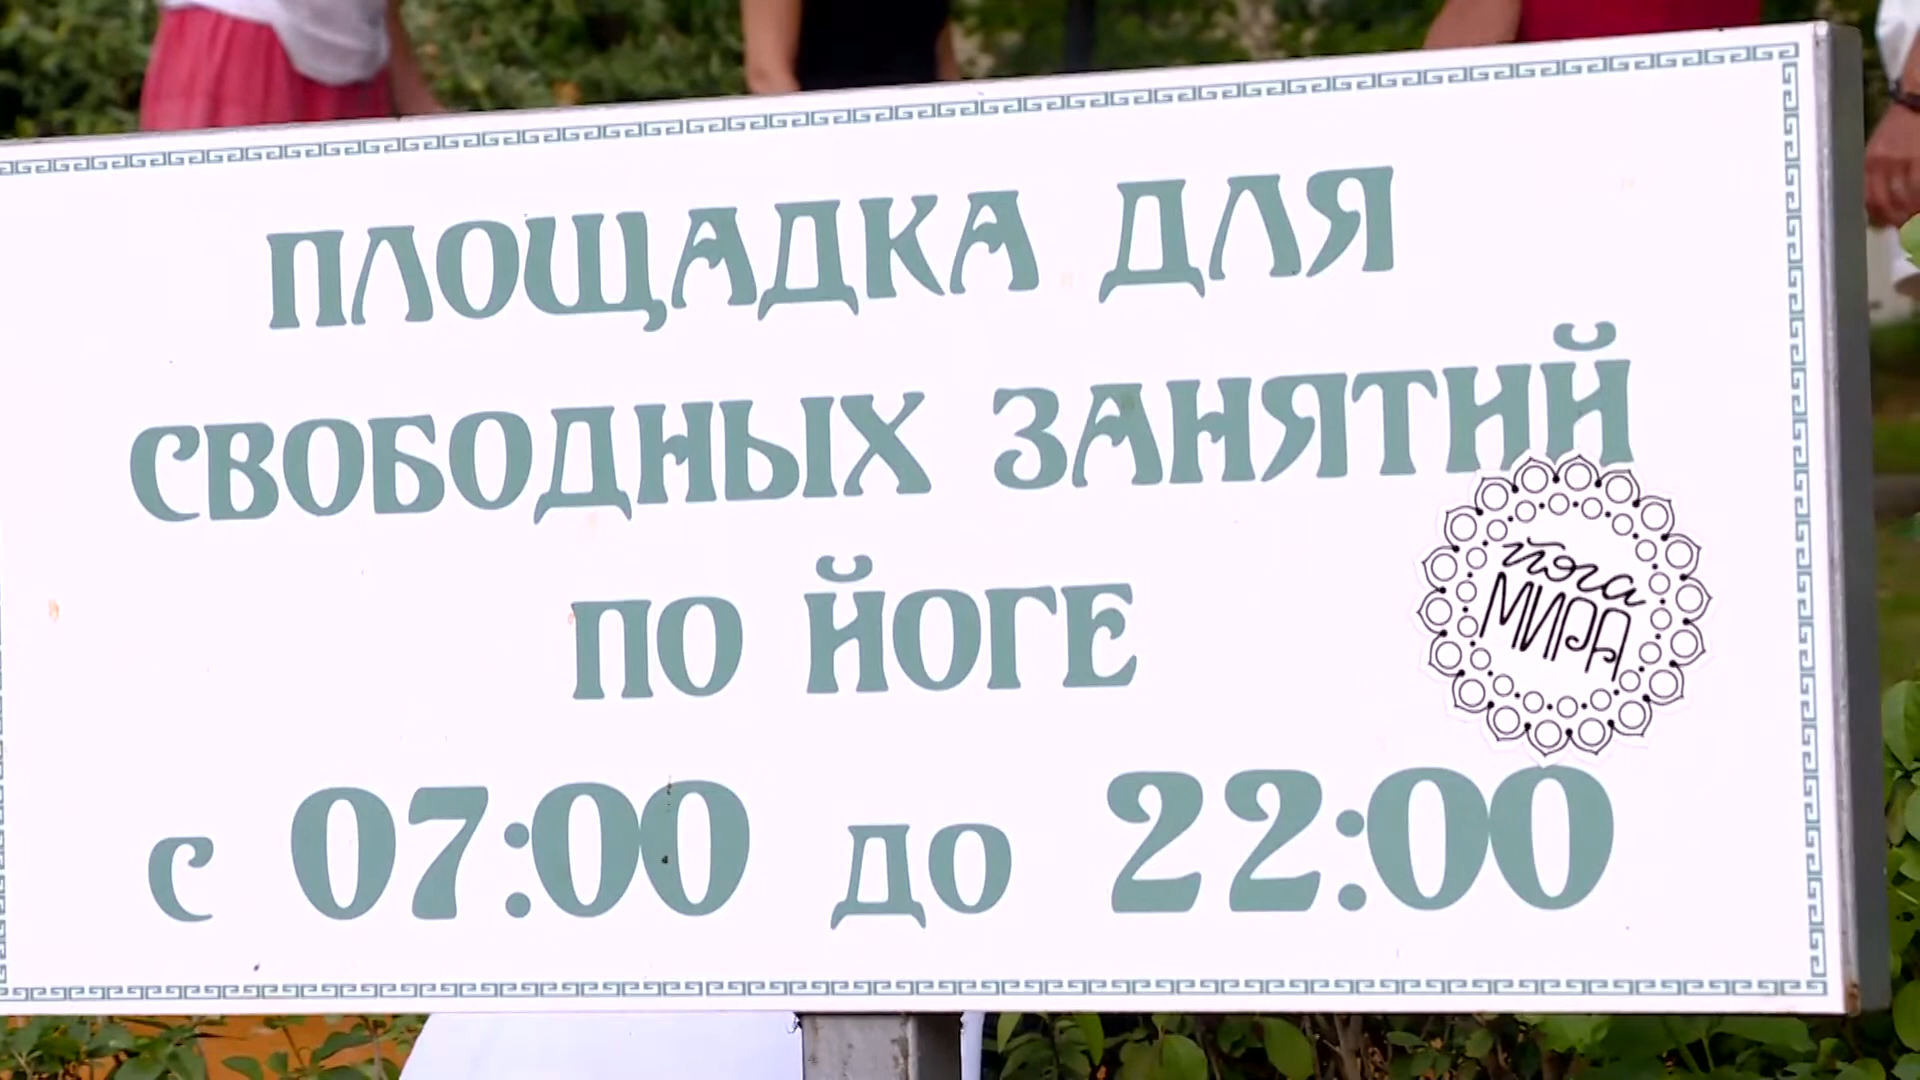 ПЛОЩАДКА ДЛЯ
СВОБОДНЫХ ЗАНЯТИЙ
ПО ЙОГЕ
йога
МИРА
с 07:00 до 22:00